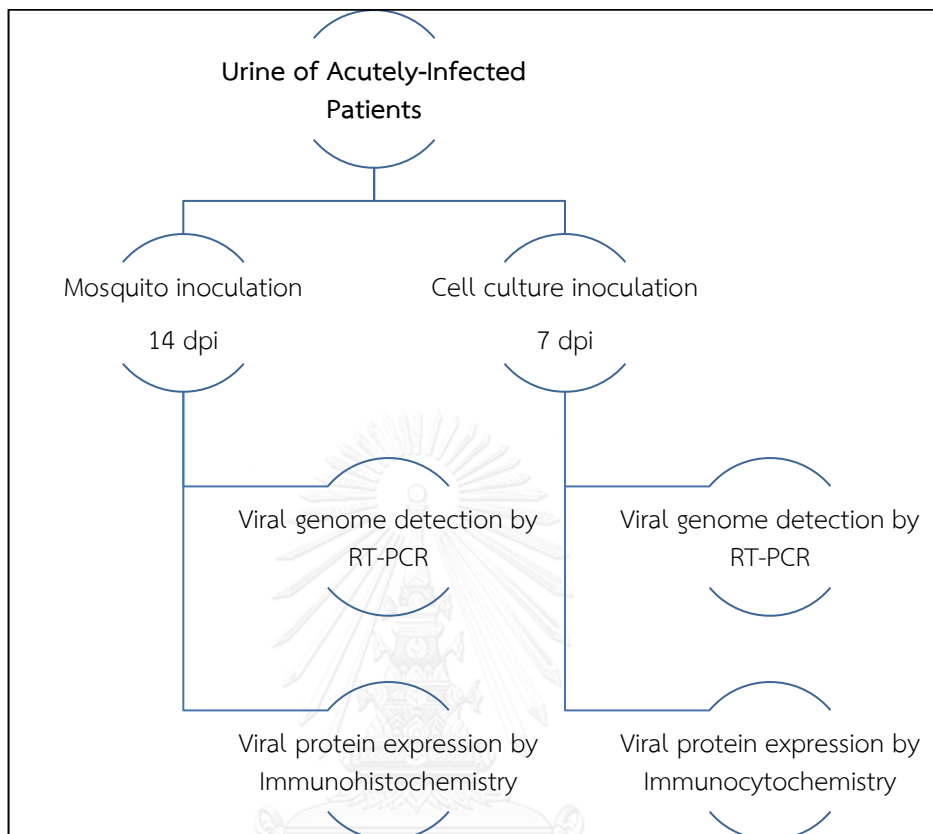 Urine of Acutely-Infected
Patients
Mosquito inoculation
14 dpi
Cell culture inoculation
7 dpi
Viral genome detection by
RT-PCR
Viral genome detection by
RT-PCR
Viral protein expression by
Immunohistochemistry
Viral protein expression by
Immunocytochemistry